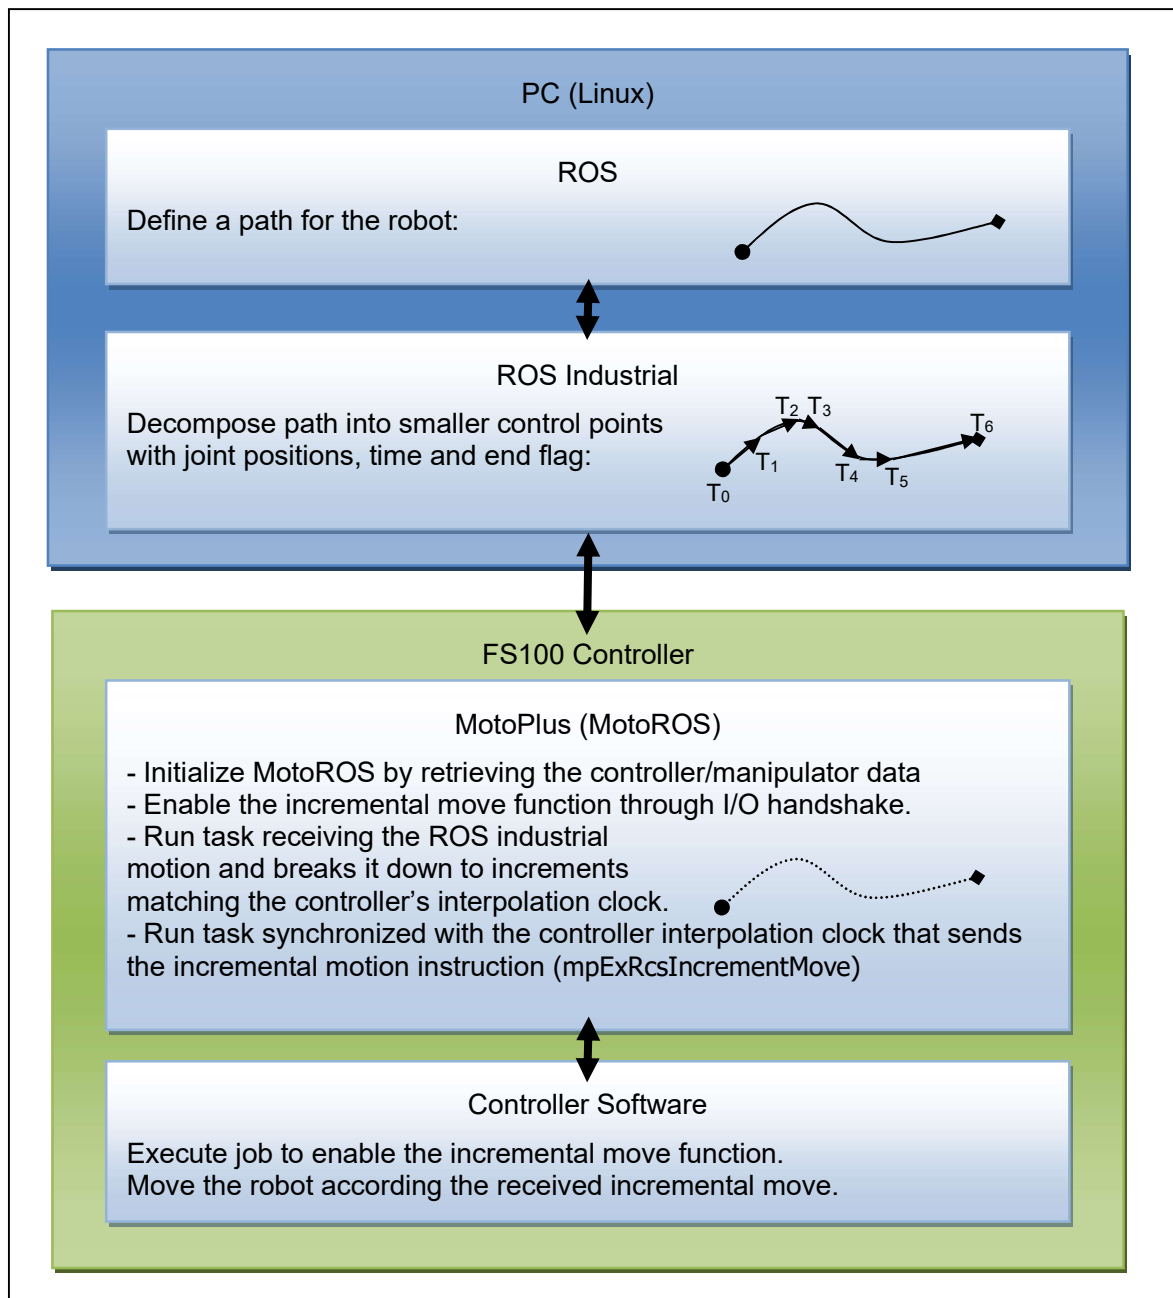 PC (Linux)
ROS
Define a path for the robot:
ROS Industrial
Decompose path into smaller control points
with joint positions, time and end flag:
T0
T1
T2
T3
T4
T5
T6
FS100 Controller
MotoPlus (MotoROS)
- Initialize MotoROS by retrieving the controller/manipulator data
- Enable the incremental move function through I/O handshake.
- Run task receiving the ROS industrial
motion and breaks it down to increments
matching the controller’s interpolation clock.
- Run task synchronized with the controller interpolation clock that sends
the incremental motion instruction (mpExRcsIncrementMove)
Controller Software
Execute job to enable the incremental move function.
Move the robot according the received incremental move.